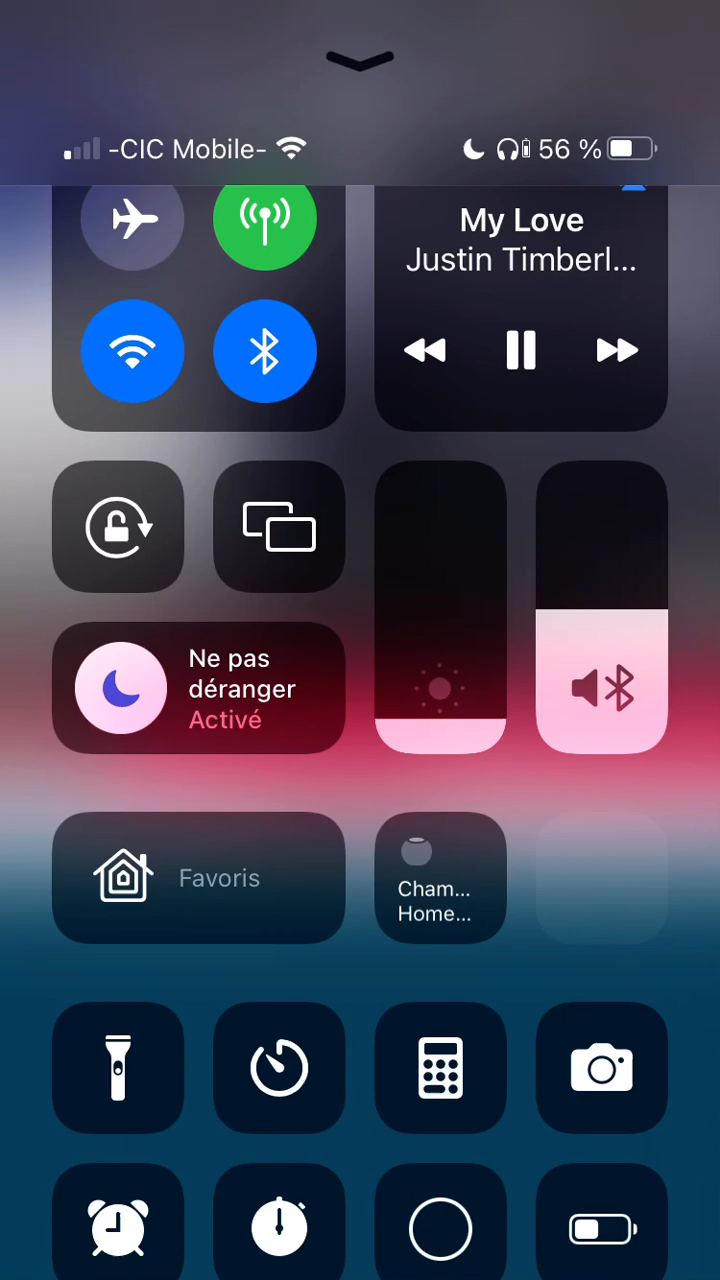 -CIC Mobile- 56 %
My Love
Justin Timberl...
Ne pas
déranger
Activé
Favoris
Cham...
Home...